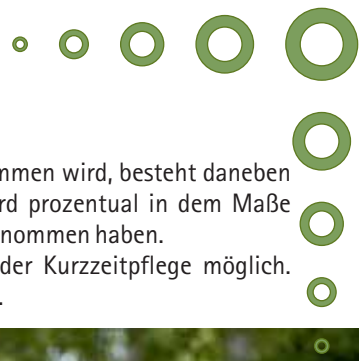 mmen wird, besteht daneben
rd prozentual in dem Maße
nommen haben.
der Kurzzeitpflege möglich.
.